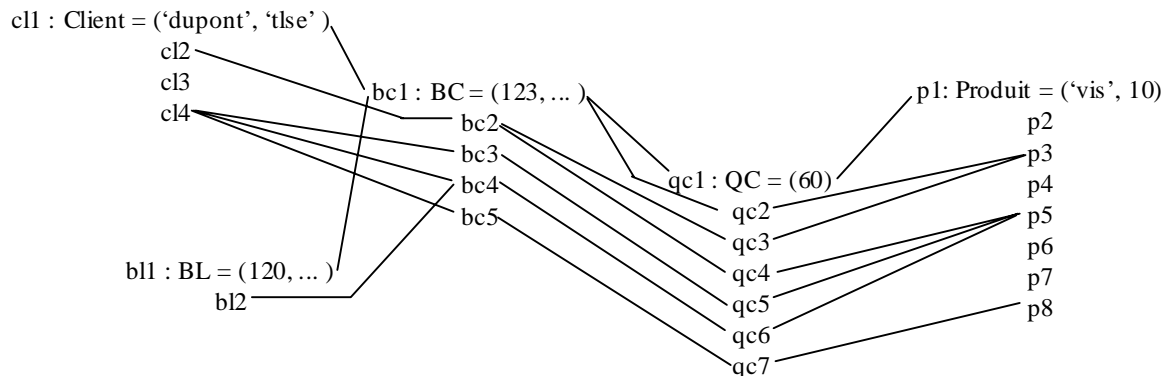 cl1 : Client = (‘dupont’, ‘tlse’ )
cl2
cl3
cl4
bc1 : BC = (123, ... )
bc2
bc3
bc4
bc5
bl1 : BL = (120, ... )
bl2
qc1 : QC = (60)
qc2
qc3
qc4
qc5
qc6
qc7
p1: Produit = (‘vis’, 10)
p2
p3
p4
p5
p6
p7
p8